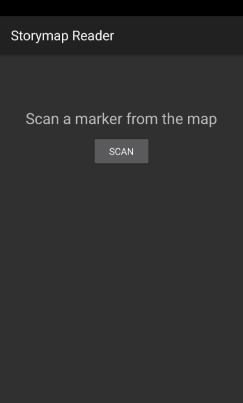 Storymap Reader
Scan a marker from the map
SCAN